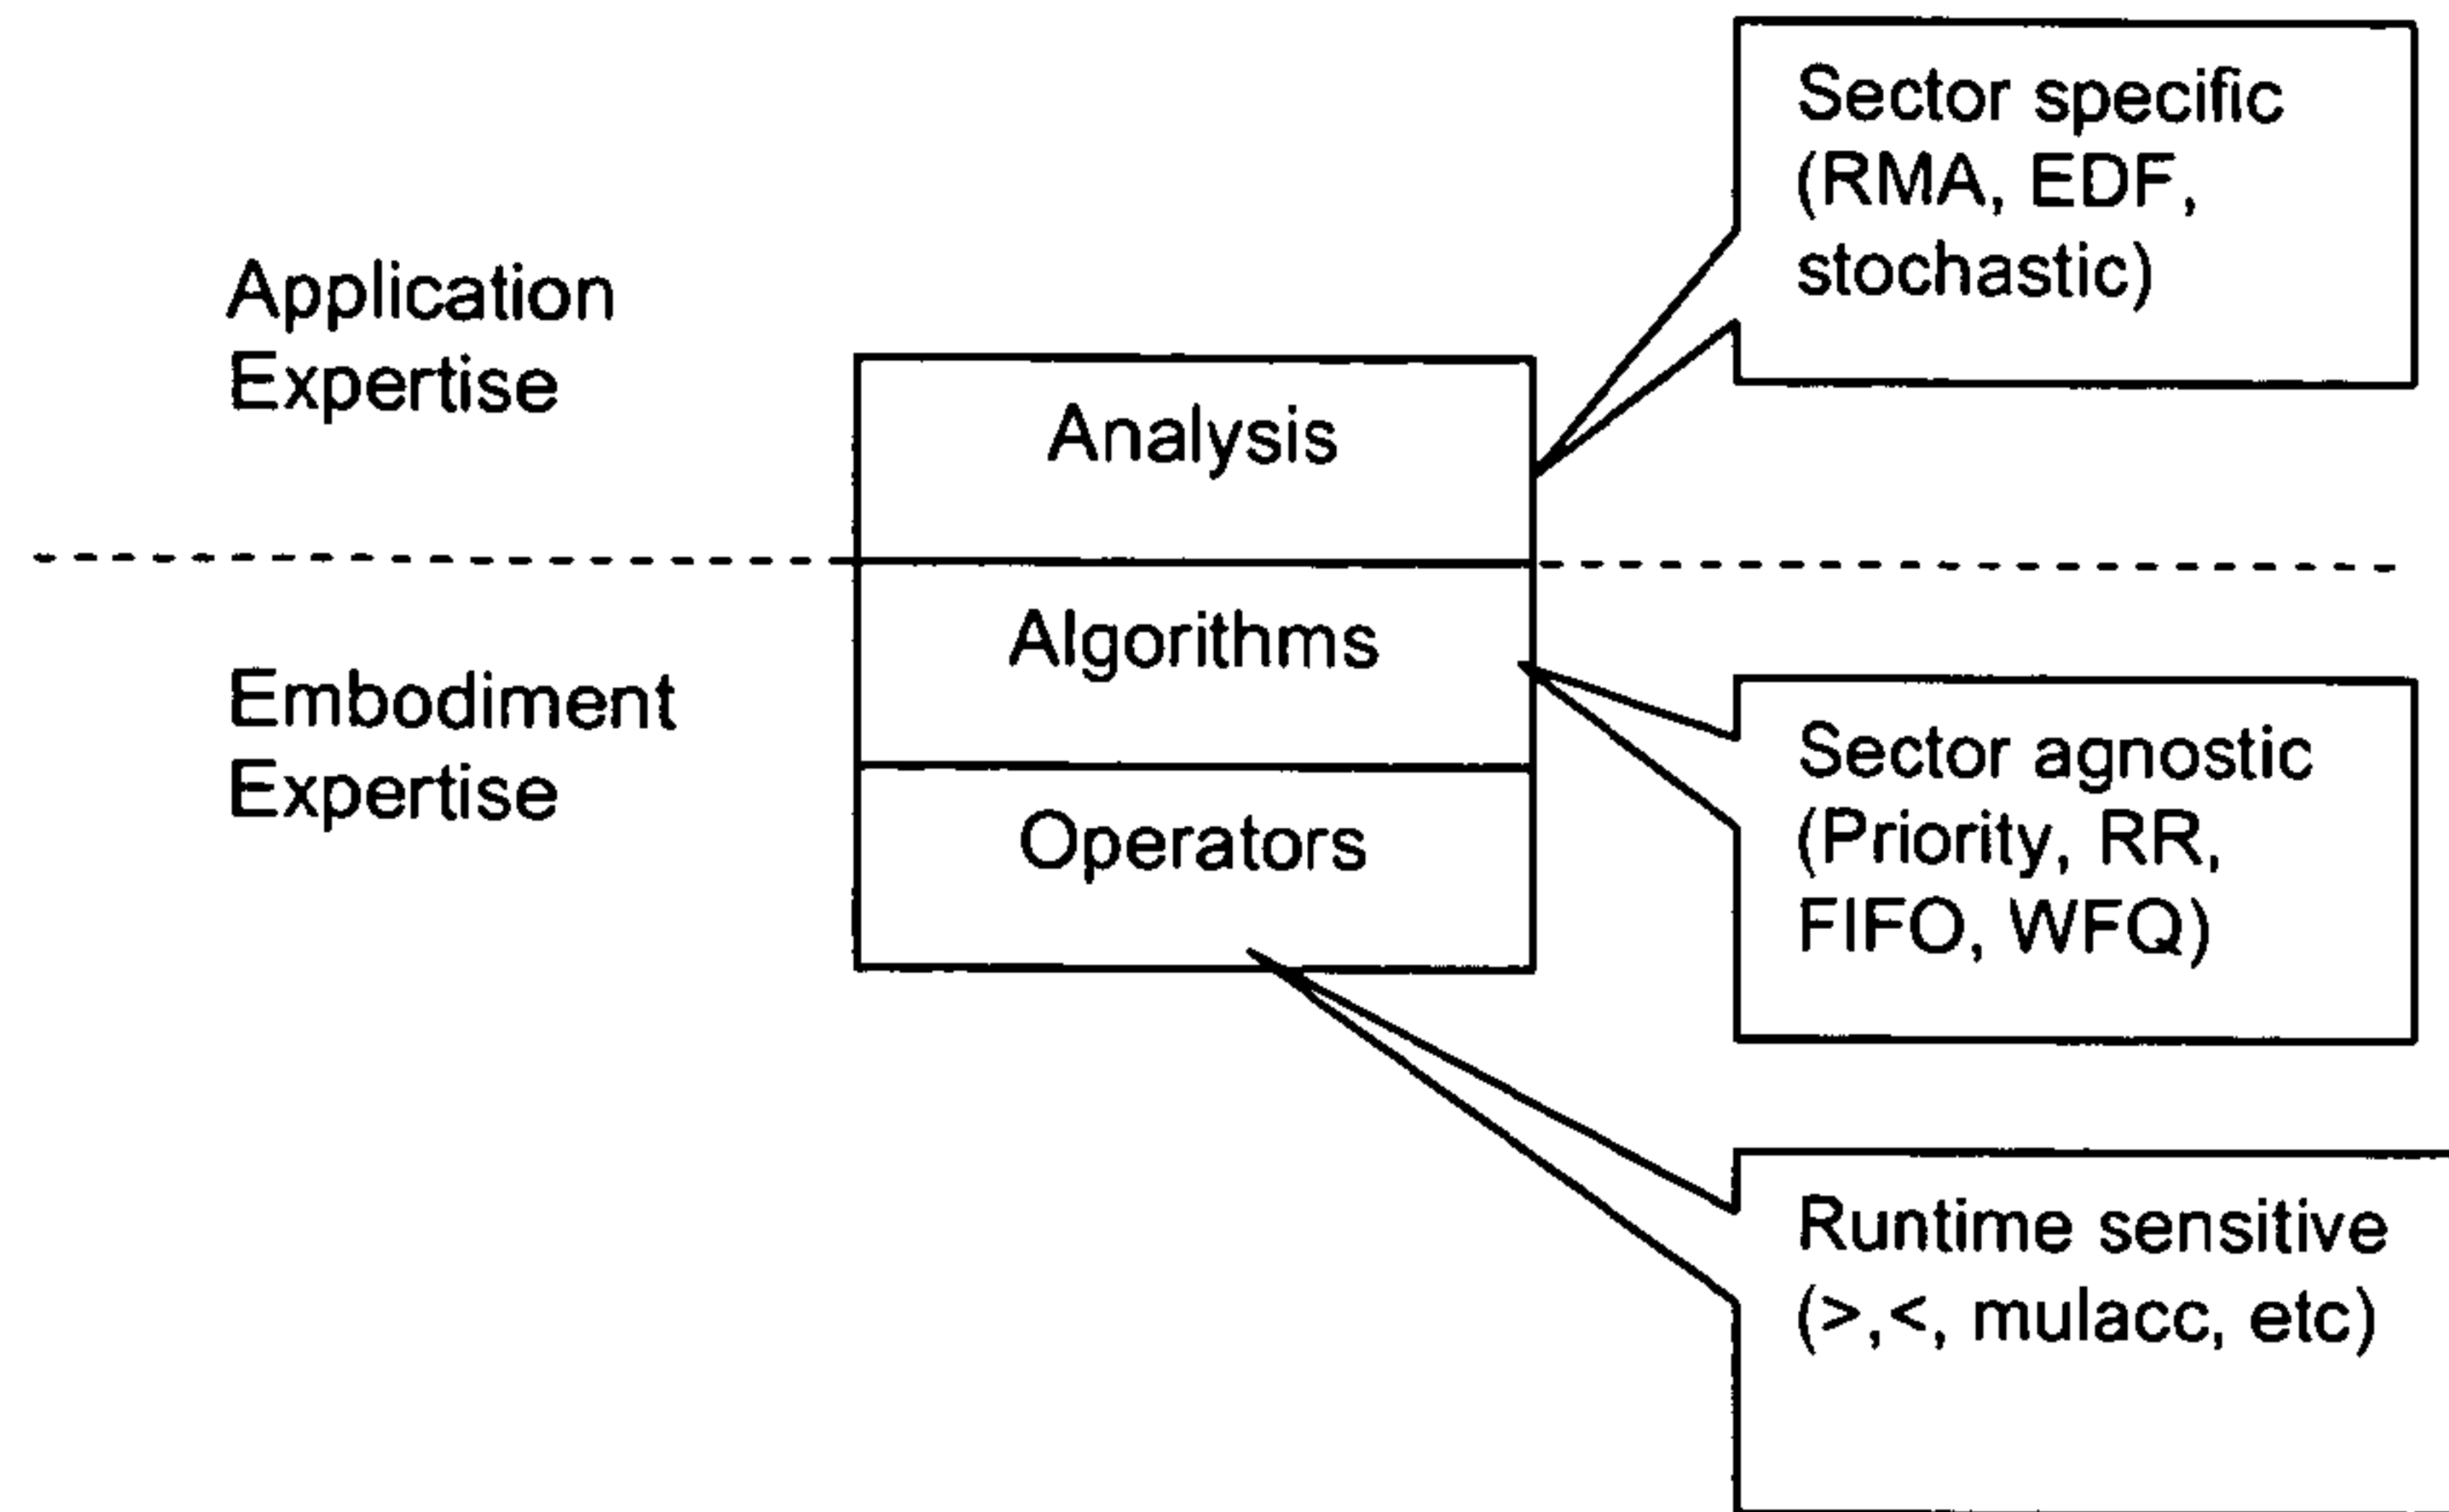 Sector specific
(RMA, EDF,
stochastic)
Application
Expertise
Analysis
Algorithms
Embodiment
Expertise
Operators
Sector agnostic
(Priority, RR,
FIFO, WFQ)
Runtime sensitive
(>,<, mulacc, etc)